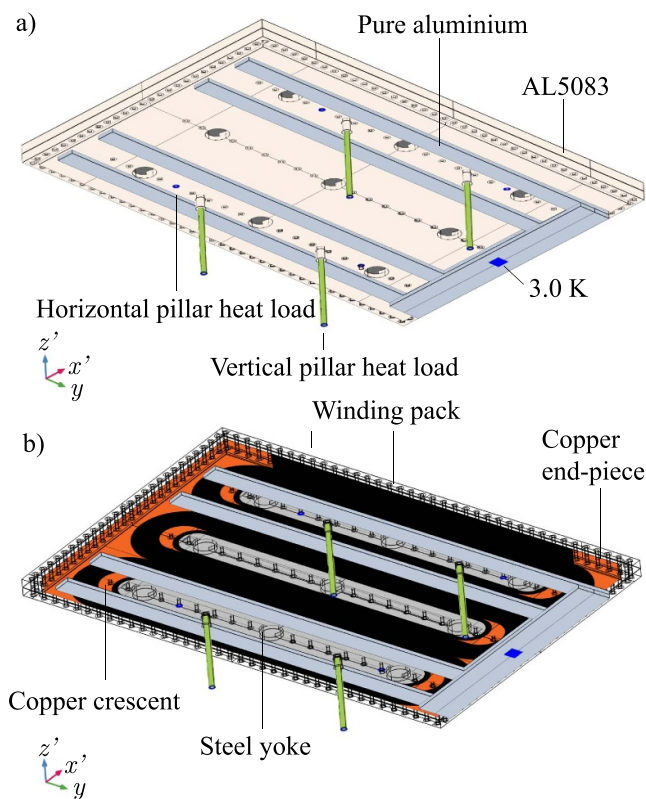 a)
Pure aluminium
AL5083
3.0 K
Horizontal pillar heat load
Vertical pillar heat load
z'
x'
y
b)
Winding pack
Copper
end-piece
Copper crescent
Steel yoke
z'
x'
y